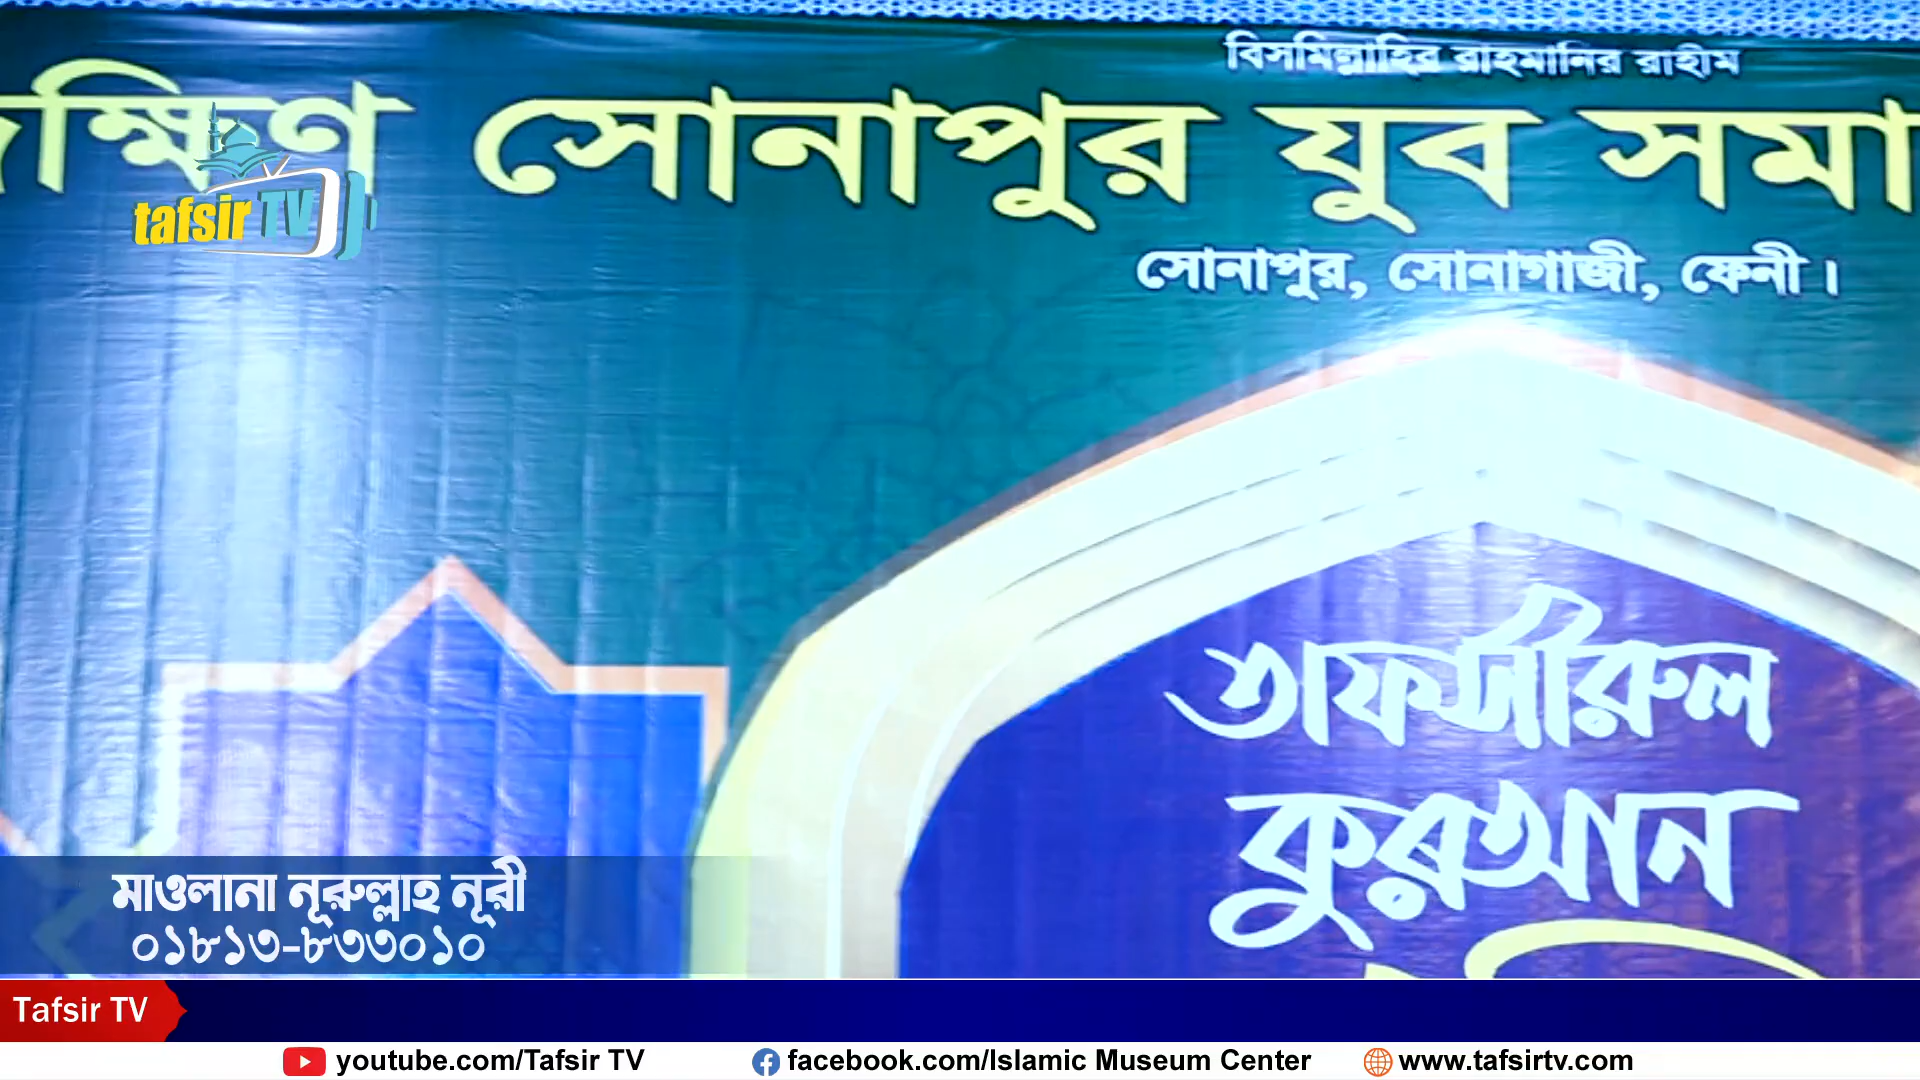 বিসমিল্লাহির রাহমানির রাহীম
দক্ষিণ সোনাপুর যুব সমা
সোনাপুর, সোনাগাজী, ফেনী।
tafsir TV
তাফসীরুল
কুরআন
মাওলানা নূরুল্লাহ নূরী
০১৮১৩-৮৩৩০১০
Tafsir TV
youtube.com/Tafsir TV
facebook.com/Islamic Museum Center
www.tafsirtv.com